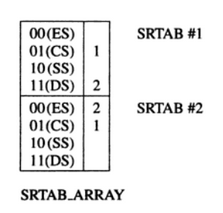 00(ES) SRTAB #1
01(CS) 1
10(SS)
11(DS) 2
00(ES) 2 SRTAB #2
01(CS) 1
10(SS)
11(DS)
SRTAB_ARRAY